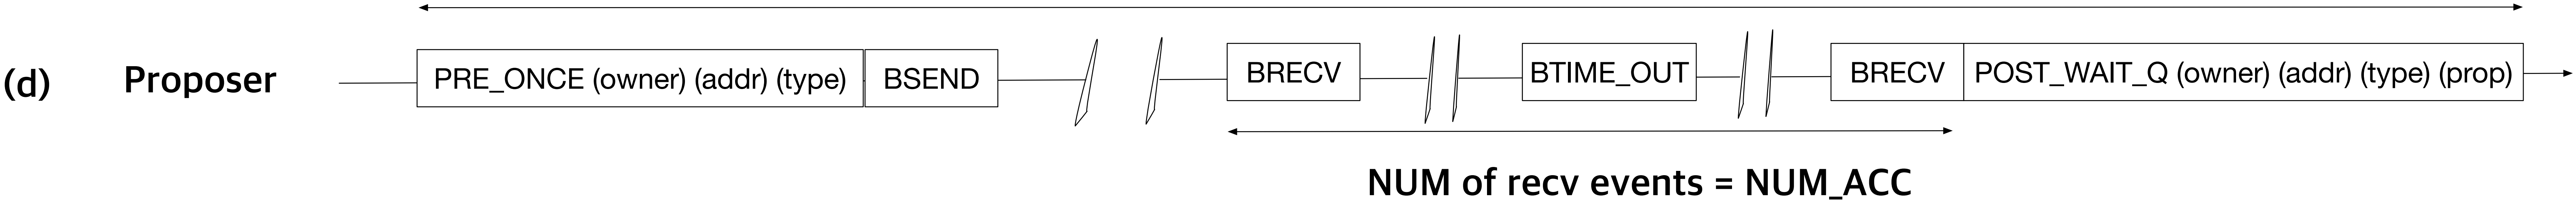 (d) Proposer PRE_ONCE (owner) (addr) (type) BSEND BRECV BTIME_OUT BRECV POST_WAIT_Q (owner) (addr) (type) (prop)
NUM of recv events = NUM_ACC